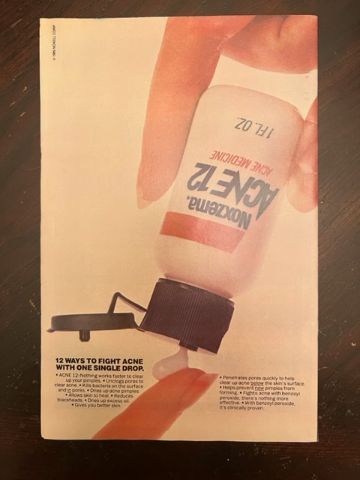 © 1985 NOXELL CORP.
1 FL. OZ
ACNE MEDICINE
ACNE 12
Noxzema.
12 WAYS TO FIGHT ACNE
WITH ONE SINGLE DROP.
• ACNE 12-Nothing works faster to clear
up your pimples. • Unclogs pores to
clear acne. • Kills bacteria on the surface
and in pores. • Dries up acne pimples.
• Allows skin to heal. • Reduces
blackheads. • Dries up excess oil.
• Gives you better skin.
• Penetrates pores quickly to help
clear up acne below the skin's surface.
• Helps prevent new pimples from
forming. • Fights acne with benzoyl
peroxide, there's nothing more
effective. • With benzoyl peroxide,
it's clinically proven.